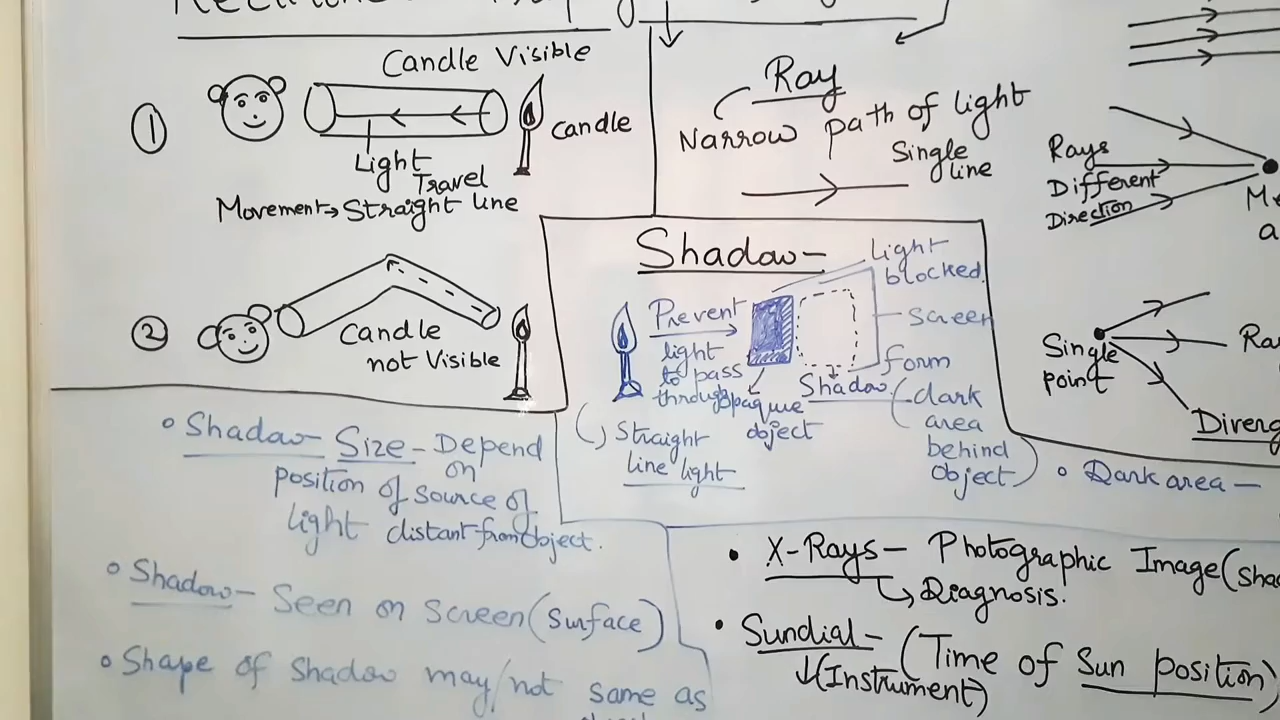 Candle Visible
1
Candle
Light
Travel
Movement → Straight line
2
Candle
not Visible
Ray
Narrow path of light
Single
line
Rays
Different
Direction
Single
point
Shadow-
Light
blocked.
Prevent
light
to pass
through
Opaque
object
Screen
form
Shadow
dark
area
behind
object
Straight
line light
Shadow Size - Depend
on
position of source of
light distant from object.
Shadow - Seen on Screen (surface)
Shape of Shadow may/not same as
Dark area -
X-Rays - Photographic Image (
Diagnosis.
Sundial - (Time of Sun position)
(Instrument)